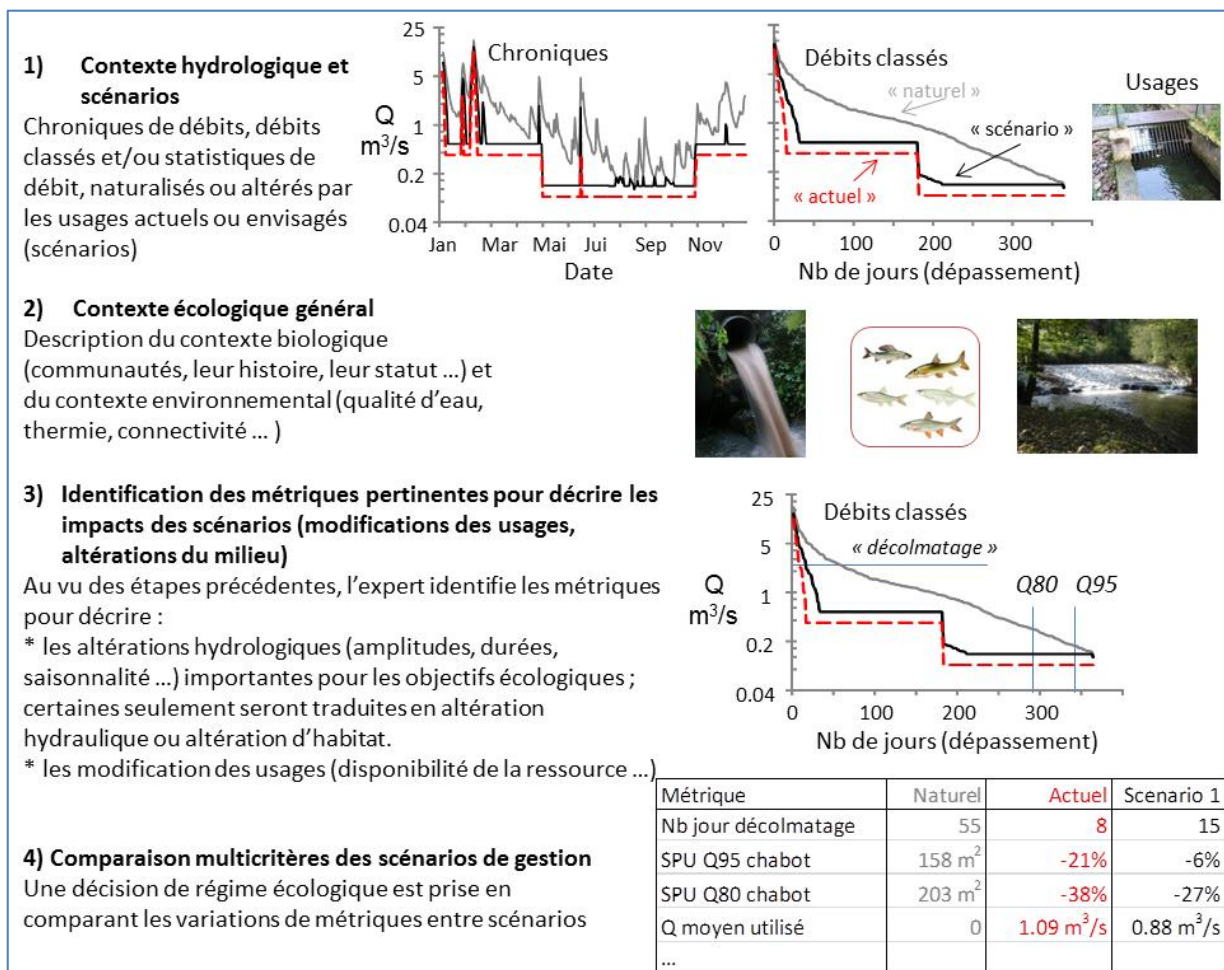 1) Contexte hydrologique et
scénarios
Chroniques de débits, débits
classés et/ou statistiques de
débit, naturalisés ou altérés par
les usages actuels ou envisagés
(scénarios)
Chroniques
25
5
1
0.2
0.04
Q
m³/s
Jan Mar Mai Jui Sep Nov
Date
Débits classés
« naturel »
« scénario »
« actuel »
0 100 200 300
Nb de jours (dépassement)
Usages
2) Contexte écologique général
Description du contexte biologique
(communautés, leur histoire, leur statut ...) et
du contexte environnemental (qualité d’eau,
thermie, connectivité ... )
3) Identification des métriques pertinentes pour décrire les
impacts des scénarios (modifications des usages,
altérations du milieu)
Au vu des étapes précédentes, l’expert identifie les métriques
pour décrire :
* les altérations hydrologiques (amplitudes, durées,
saisonnalité ...) importantes pour les objectifs écologiques ;
certaines seulement seront traduites en altération
hydraulique ou altération d’habitat.
* les modification des usages (disponibilité de la ressource ...)
25
5
1
0.2
0.04
Q
m³/s
Débits classés
« décolmatage »
Q80 Q95
0 100 200 300
Nb de jours (dépassement)
4) Comparaison multicritères des scénarios de gestion
Une décision de régime écologique est prise en
comparant les variations de métriques entre scénarios
Métrique Naturel Actuel Scenario 1
Nb jour décolmatage 55 8 15
SPU Q95 chabot 158 m² -21% -6%
SPU Q80 chabot 203 m² -38% -27%
Q moyen utilisé 0 1.09 m³/s 0.88 m³/s
...